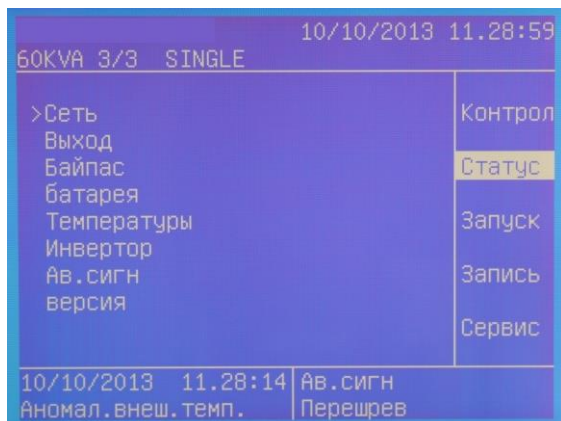 10/10/2013 11.28:59
60KVA 3/3 SINGLE
>Сеть
Выход
Байпас
батарея
Температуры
Инвертор
Ав.сигн
версия
Контрол
Статус
Запуск
Запись
Сервис
10/10/2013 11.28:14
Аномал.внеш.темп.
Ав.сигн
Перешрев